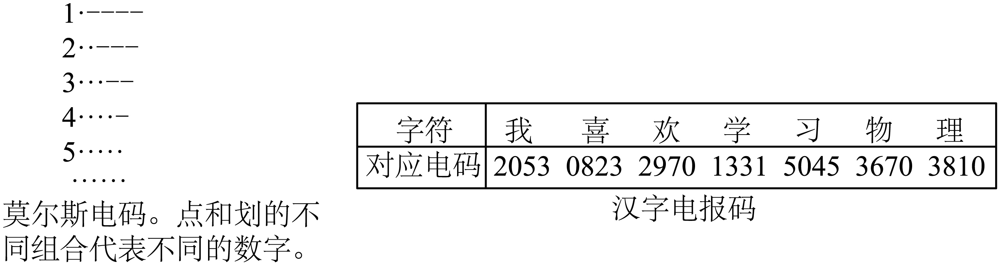 1·----
2··---
3···--
4····-
5·····
······
莫尔斯电码。点和划的不
同组合代表不同的数字。
字符 我 喜 欢 学 习 物 理
对应电码 2053 0823 2970 1331 5045 3670 3810
汉字电报码